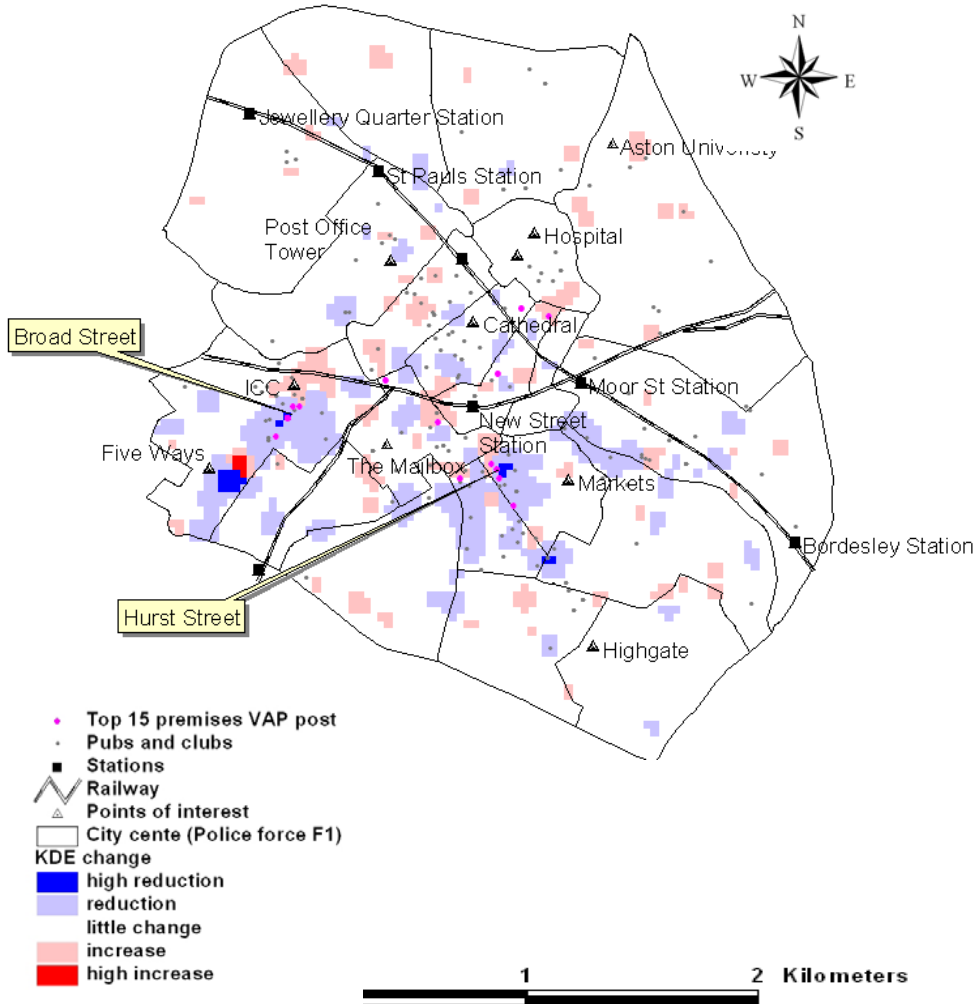 N
W
E
S
Jewellery Quarter Station
Aston Univeristy
St Pauls Station
Post Office
Tower
Hospital
Cathedral
Broad Street
ICC
Moor St Station
New Street
Station
Five Ways
The Mailbox
Markets
Bordesley Station
Hurst Street
Highgate
Top 15 premises VAP post
Pubs and clubs
Stations
Railway
Points of interest
City cente (Police force F1)
KDE change
high reduction
reduction
little change
increase
high increase
1
2 Kilometers